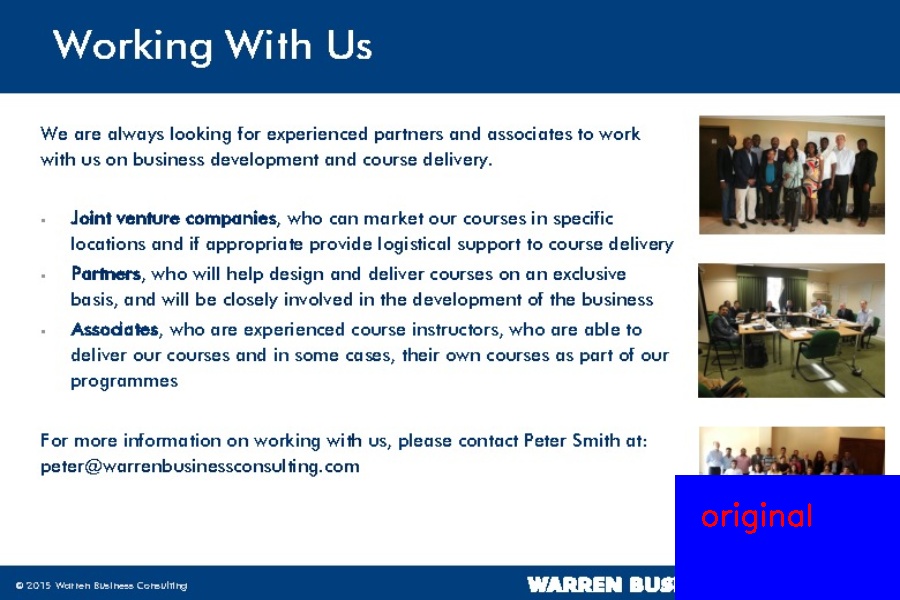 Working With Us
We are always looking for experienced partners and associates to work
with us on business development and course delivery.
Joint venture companies, who can market our courses in specific
locations and if appropriate provide logistical support to course delivery
Partners, who will help design and deliver courses on an exclusive
basis, and will be closely involved in the development of the business
Associates, who are experienced course instructors, who are able to
deliver our courses and in some cases, their own courses as part of our
programmes
For more information on working with us, please contact Peter Smith at:
peter@warrenbusinessconsulting.com
original
© 2015 Warren Business Consulting
WARREN BUS